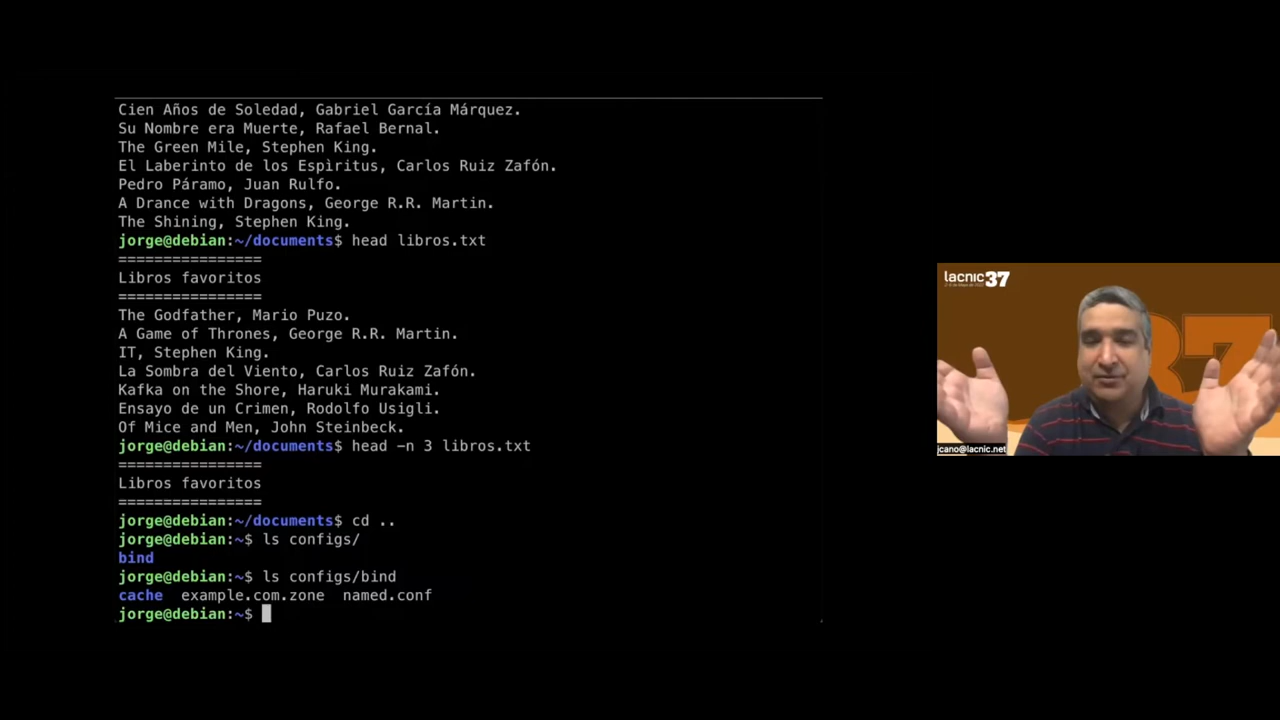 Cien Años de Soledad, Gabriel García Márquez.
Su Nombre era Muerte, Rafael Bernal.
The Green Mile, Stephen King.
El Laberinto de los Espìritus, Carlos Ruiz Zafón.
Pedro Páramo, Juan Rulfo.
A Drance with Dragons, George R.R. Martin.
The Shining, Stephen King.
jorge@debian:~/documents$ head libros.txt
================
Libros favoritos
================
The Godfather, Mario Puzo.
A Game of Thrones, George R.R. Martin.
IT, Stephen King.
La Sombra del Viento, Carlos Ruiz Zafón.
Kafka on the Shore, Haruki Murakami.
Ensayo de un Crimen, Rodolfo Usigli.
Of Mice and Men, John Steinbeck.
jorge@debian:~/documents$ head -n 3 libros.txt
================
Libros favoritos
================
jorge@debian:~/documents$ cd ..
jorge@debian:~$ ls configs/
bind
jorge@debian:~$ ls configs/bind
cache  example.com.zone  named.conf
jorge@debian:~$
lacnic37
37
jcano@lacnic.net